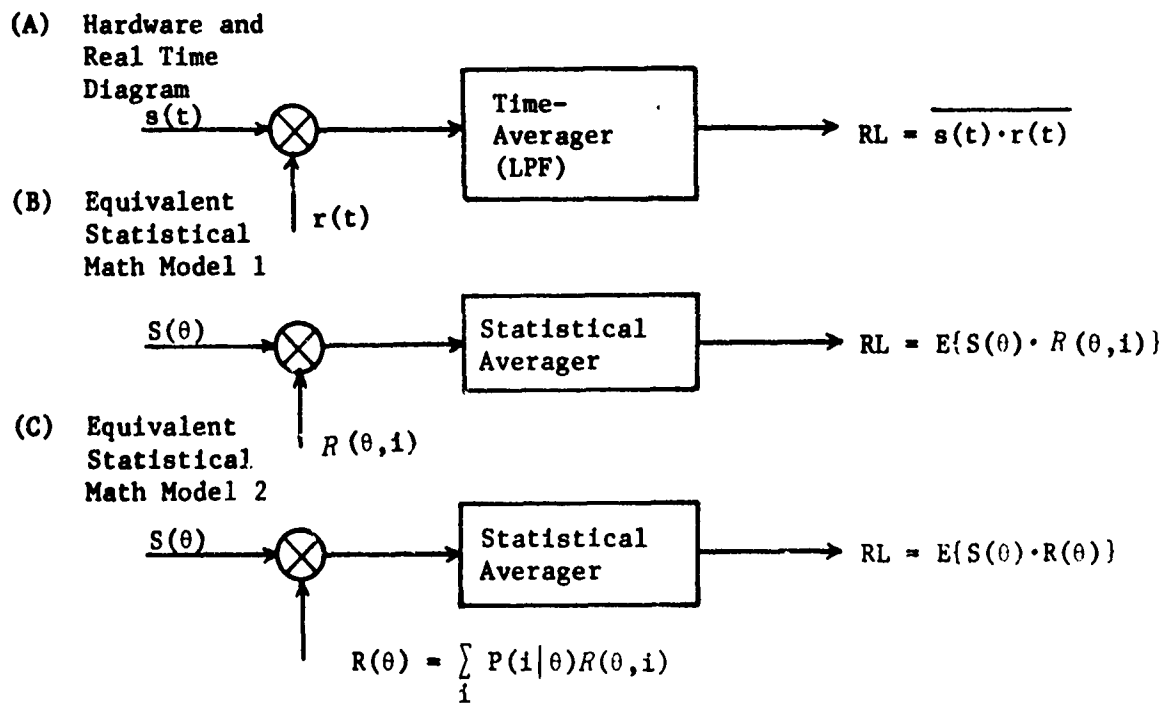 (A) Hardware and
Real Time
Diagram
s(t)
r(t)
Time-
Averager
(LPF)
RL = \overline{s(t)·r(t)}
(B) Equivalent
Statistical
Math Model 1
S(θ)
R(θ,i)
Statistical
Averager
RL = E{S(θ)·R(θ,i)}
(C) Equivalent
Statistical
Math Model 2
S(θ)
Statistical
Averager
RL = E{S(θ)·R(θ)}
R(θ) = ∑ P(i|θ)R(θ,i)
i